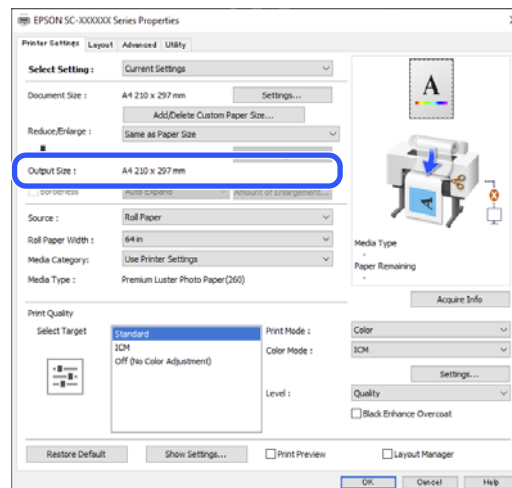 EPSON SC-XXXXXX Series Properties
Printer Settings Layout Advanced Utility
Select Setting : Current Settings
Document Size : A4 210 x 297 mm Settings...
Add/Delete Custom Paper Size...
Reduce/Enlarge : Same as Paper Size
Output Size : A4 210 x 297 mm
Borderless Auto Expand Amount of Enlargement...
Source : Roll Paper
Roll Paper Width : 64 in
Media Category: Use Printer Settings
Media Type : Premium Luster Photo Paper(260)
A
A
Media Type
-
Paper Remaining
-
Acquire Info
Print Quality
Select Target
Standard
ICM
Off (No Color Adjustment)
Print Mode : Color
Color Mode : ICM
Settings...
Level : Quality
Black Enhance Overcoat
Restore Default Show Settings... Print Preview Layout Manager
OK Cancel Help